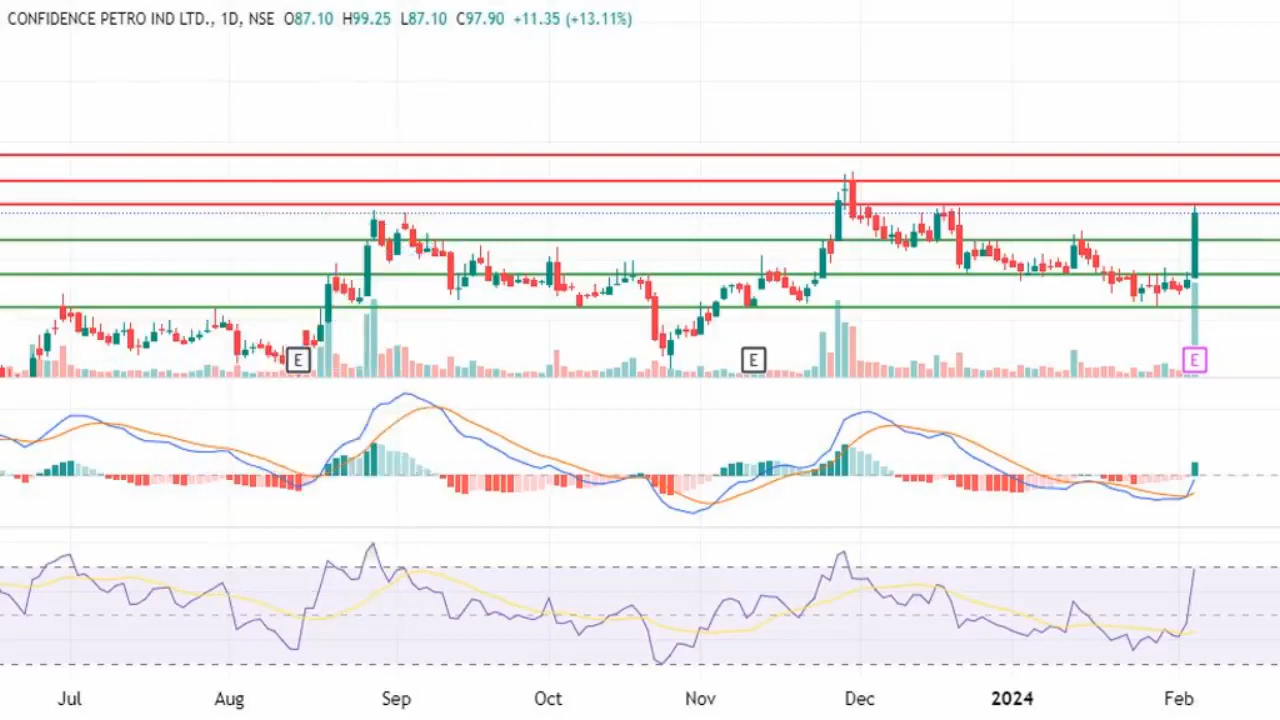 CONFIDENCE PETRO IND LTD., 1D, NSE O87.10 H99.25 L87.10 C97.90 +11.35 (+13.11%)
E E E
Jul Aug Sep Oct Nov Dec 2024 Feb